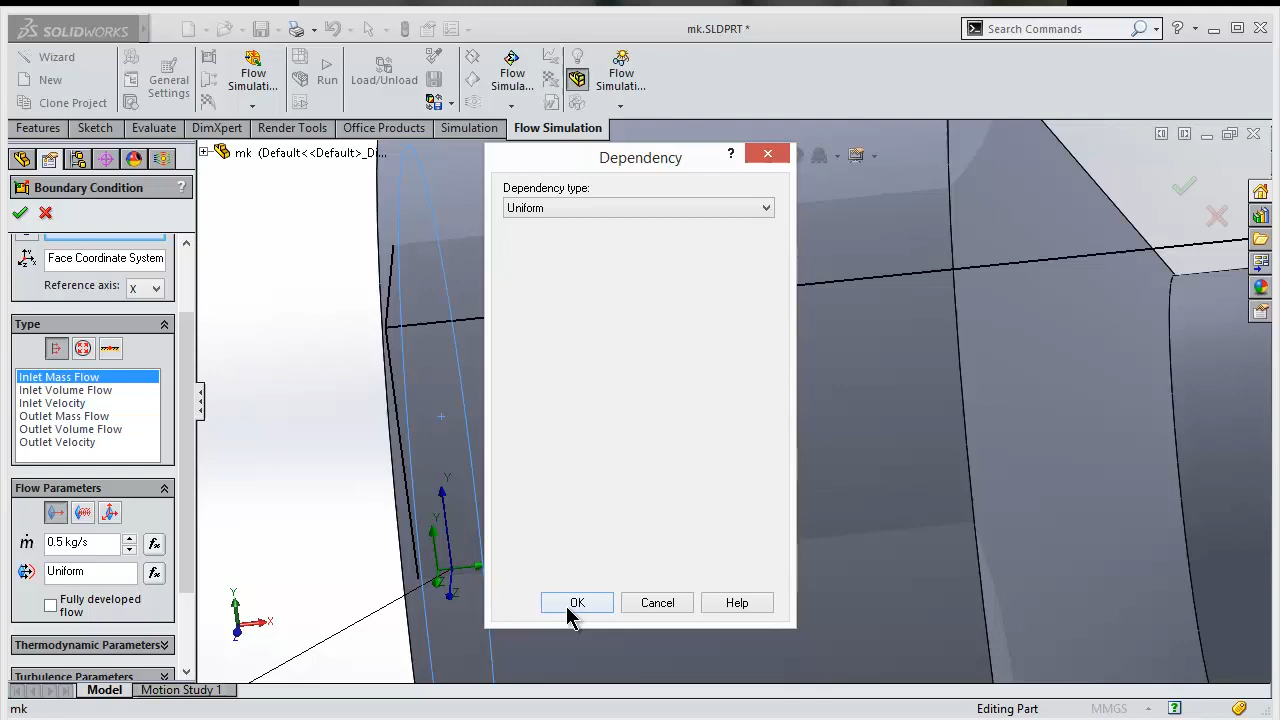 SOLIDWORKS
mk.SLDPRT *
Search Commands
?
Wizard
New
Clone Project
General
Settings
Flow
Simulati...
Run
Load/Unload
Flow
Simula...
Flow
Simulati...
Features
Sketch
Evaluate
DimXpert
Render Tools
Office Products
Simulation
Flow Simulation
mk (Default<<Default>_Di...
Boundary Condition
?
Face Coordinate System
Reference axis:
X
Type
Inlet Mass Flow
Inlet Volume Flow
Inlet Velocity
Outlet Mass Flow
Outlet Volume Flow
Outlet Velocity
Flow Parameters
ṁ
0.5 kg/s
fx
Uniform
fx
Fully developed
flow
Thermodynamic Parameters
Turbulence Parameters
Dependency
?
Dependency type:
Uniform
OK
Cancel
Help
Y
Y
Z
Z
Y
X
Z
Model
Motion Study 1
mk
Editing Part
MMGS
?